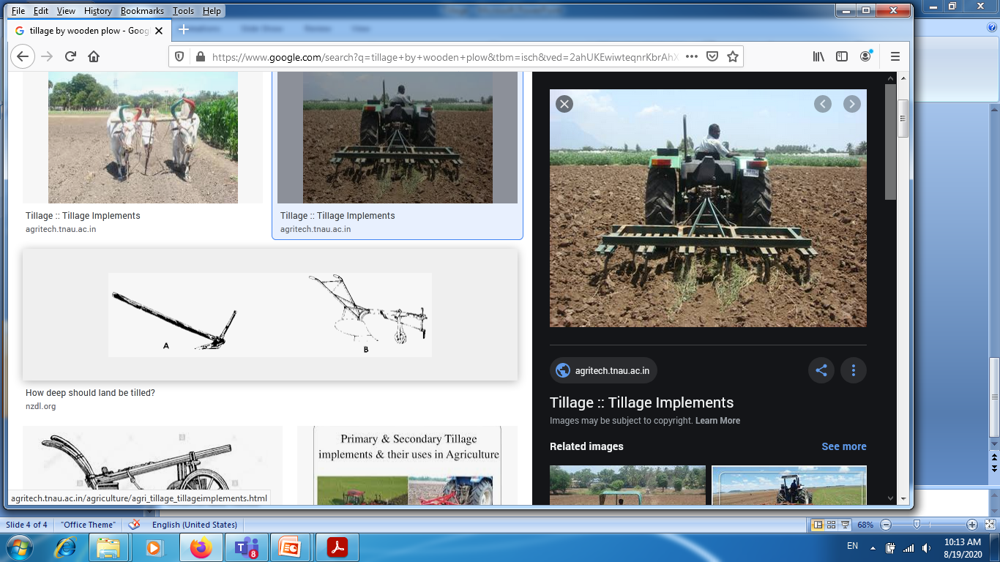 File Edit View History Bookmarks Tools Help
tillage by wooden plow - Goog
https://www.google.com/search?q=tillage+by+wooden+plow&tbm=isch&ved=2ahUKEwiwteqnrKbrAhX
Tillage :: Tillage Implements
agritech.tnau.ac.in
Tillage :: Tillage Implements
agritech.tnau.ac.in
A
B
How deep should land be tilled?
nzdl.org
Primary & Secondary Tillage
implements & their uses in Agriculture
agritech.tnau.ac.in
Tillage :: Tillage Implements
Images may be subject to copyright. Learn More
Related images
See more
agritech.tnau.ac.in/agriculture/agri_tillage_tillageimplements.html
Slide 4 of 4
"Office Theme"
English (United States)
68%
8
EN
10:13 AM
8/19/2020